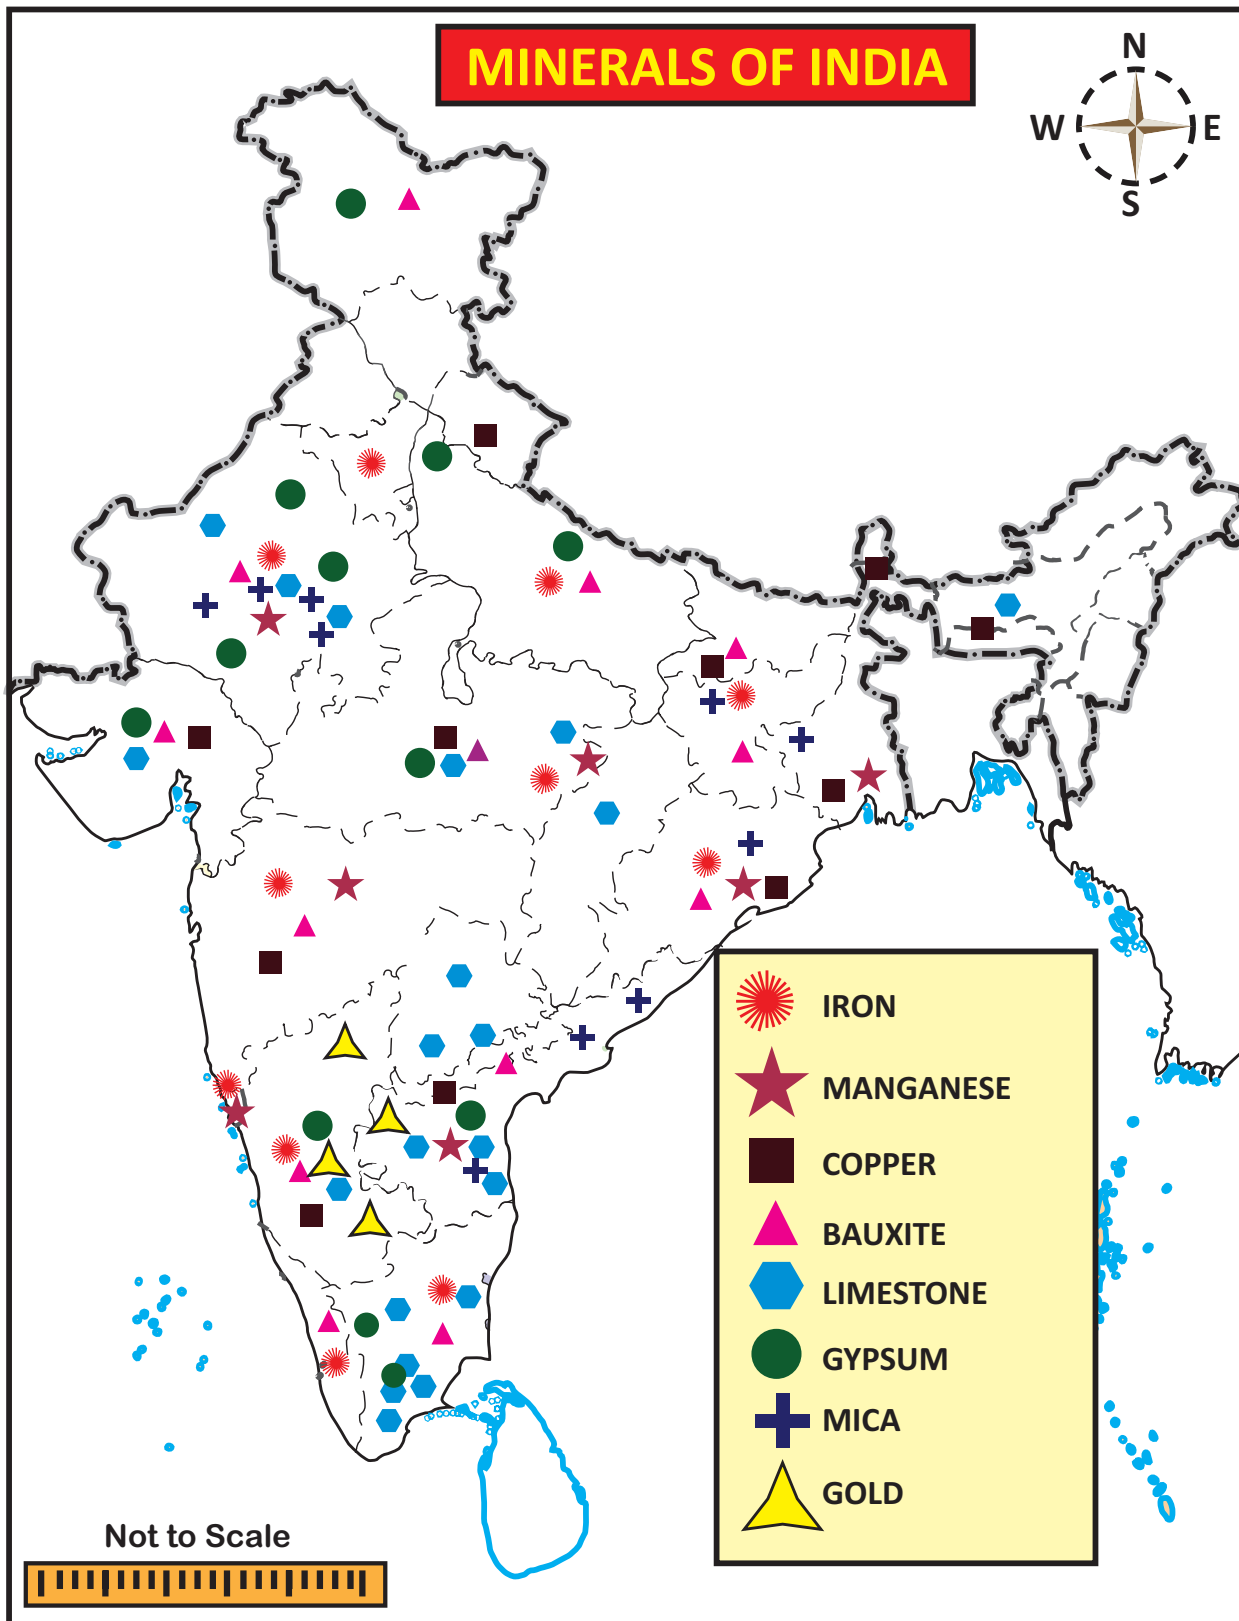 MINERALS OF INDIA
N
W E
S
IRON
MANGANESE
COPPER
BAUXITE
LIMESTONE
GYPSUM
MICA
GOLD
Not to Scale